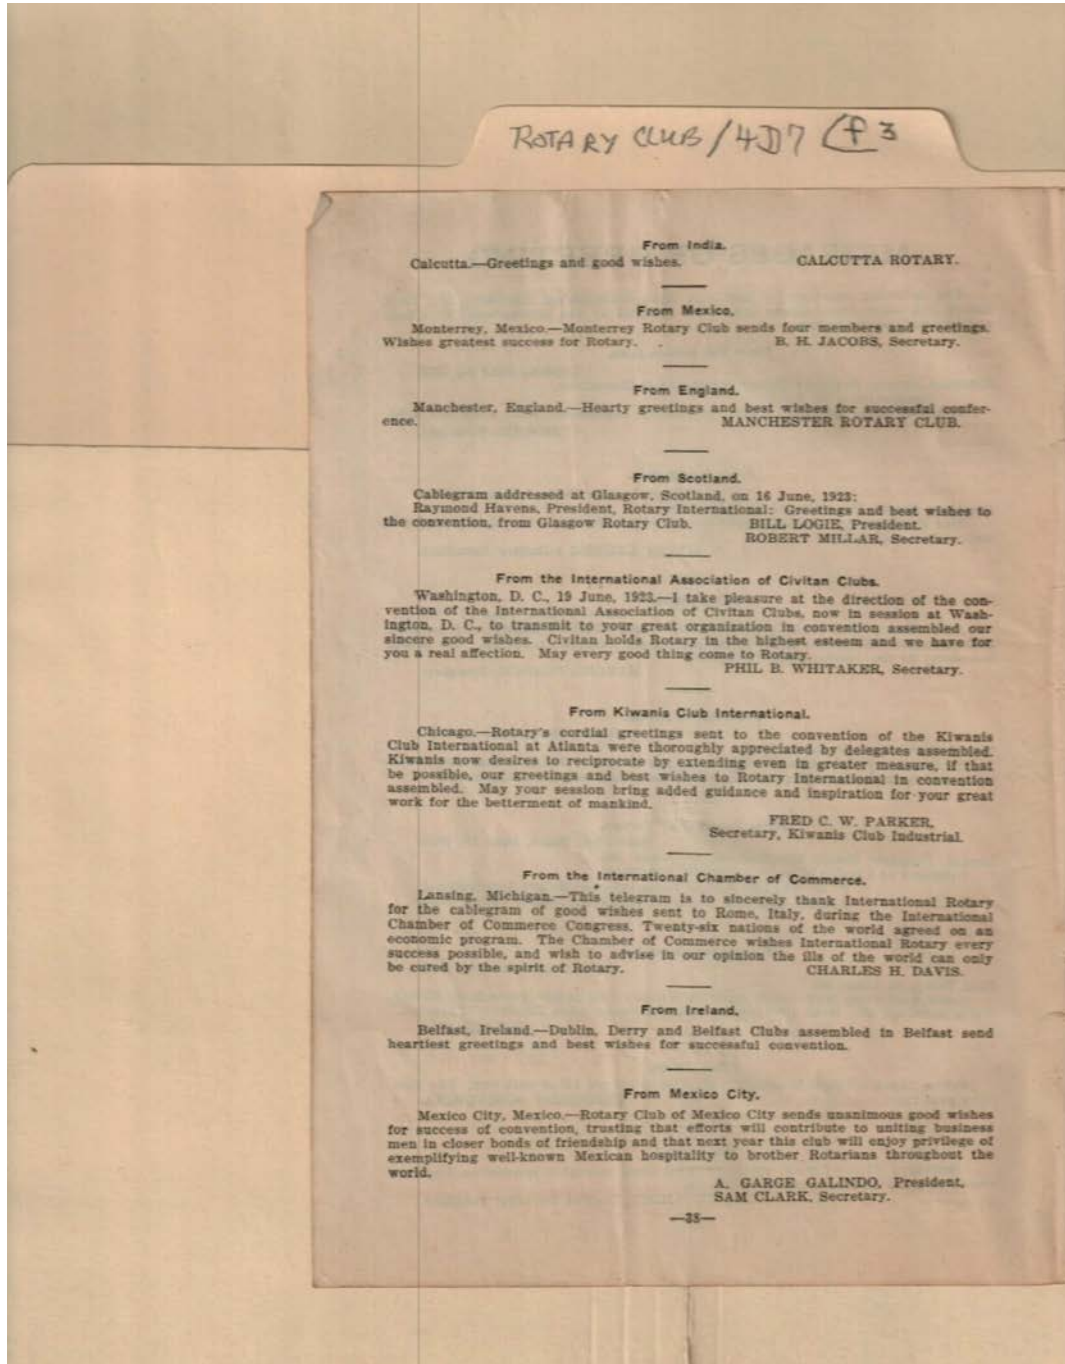 ROTARY CLUB/4D7 f3
From India.
Calcutta.—Greetings and good wishes. CALCUTTA ROTARY.
From Mexico.
Monterrey, Mexico.—Monterrey Rotary Club sends four members and greetings.
Wishes greatest success for Rotary. B. H. JACOBS, Secretary.
From England.
Manchester, England.—Hearty greetings and best wishes for successful confer-
ence. MANCHESTER ROTARY CLUB.
From Scotland.
Cablegram addressed at Glasgow, Scotland, on 16 June, 1923:
Raymond Havens, President, Rotary International: Greetings and best wishes to
the convention, from Glasgow Rotary Club. BILL LOGIE, President.
ROBERT MILLAR, Secretary.
From the International Association of Civitan Clubs.
Washington, D. C., 19 June, 1923.—I take pleasure at the direction of the con-
vention of the International Association of Civitan Clubs, now in session at Wash-
ington, D. C., to transmit to your great organization in convention assembled our
sincere good wishes. Civitan holds Rotary in the highest esteem and we have for
you a real affection. May every good thing come to Rotary.
PHIL B. WHITAKER, Secretary.
From Kiwanis Club International.
Chicago.—Rotary's cordial greetings sent to the convention of the Kiwanis
Club International at Atlanta were thoroughly appreciated by delegates assembled.
Kiwanis now desires to reciprocate by extending even in greater measure, if that
be possible, our greetings and best wishes to Rotary International in convention
assembled. May your session bring added guidance and inspiration for your great
work for the betterment of mankind.
FRED C. W. PARKER,
Secretary, Kiwanis Club Industrial.
From the International Chamber of Commerce.
Lansing, Michigan.—This telegram is to sincerely thank International Rotary
for the cablegram of good wishes sent to Rome, Italy, during the International
Chamber of Commerce Congress. Twenty-six nations of the world agreed on an
economic program. The Chamber of Commerce wishes International Rotary every
success possible, and wish to advise in our opinion the ills of the world can only
be cured by the spirit of Rotary. CHARLES H. DAVIS.
From Ireland.
Belfast, Ireland.—Dublin, Derry and Belfast Clubs assembled in Belfast send
heartiest greetings and best wishes for successful convention.
From Mexico City.
Mexico City, Mexico.—Rotary Club of Mexico City sends unanimous good wishes
for success of convention, trusting that efforts will contribute to uniting business
men in closer bonds of friendship and that next year this club will enjoy privilege of
exemplifying well-known Mexican hospitality to brother Rotarians throughout the
world.
A. GARGE GALINDO, President,
SAM CLARK, Secretary.
—38—